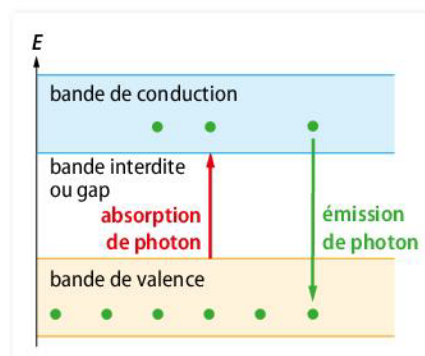 E
bande de conduction
bande interdite
ou gap
absorption
de photon
émission
de photon
bande de valence